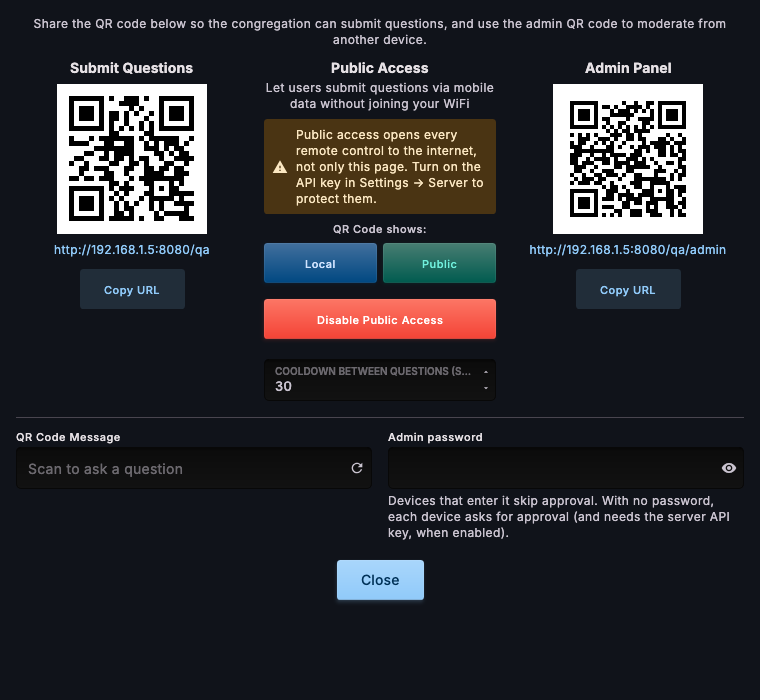 Share the QR code below so the congregation can submit questions, and use the admin QR code to moderate from
another device.
Submit Questions
http://192.168.1.5:8080/qa
Copy URL
Public Access
Let users submit questions via mobile
data without joining your WiFi
Public access opens every
remote control to the internet,
not only this page. Turn on the
API key in Settings → Server to
protect them.
QR Code shows:
Local
Public
Disable Public Access
COOLDOWN BETWEEN QUESTIONS (S...
30
Admin Panel
http://192.168.1.5:8080/qa/admin
Copy URL
QR Code Message
Scan to ask a question
Admin password
Devices that enter it skip approval. With no password,
each device asks for approval (and needs the server API
key, when enabled).
Close